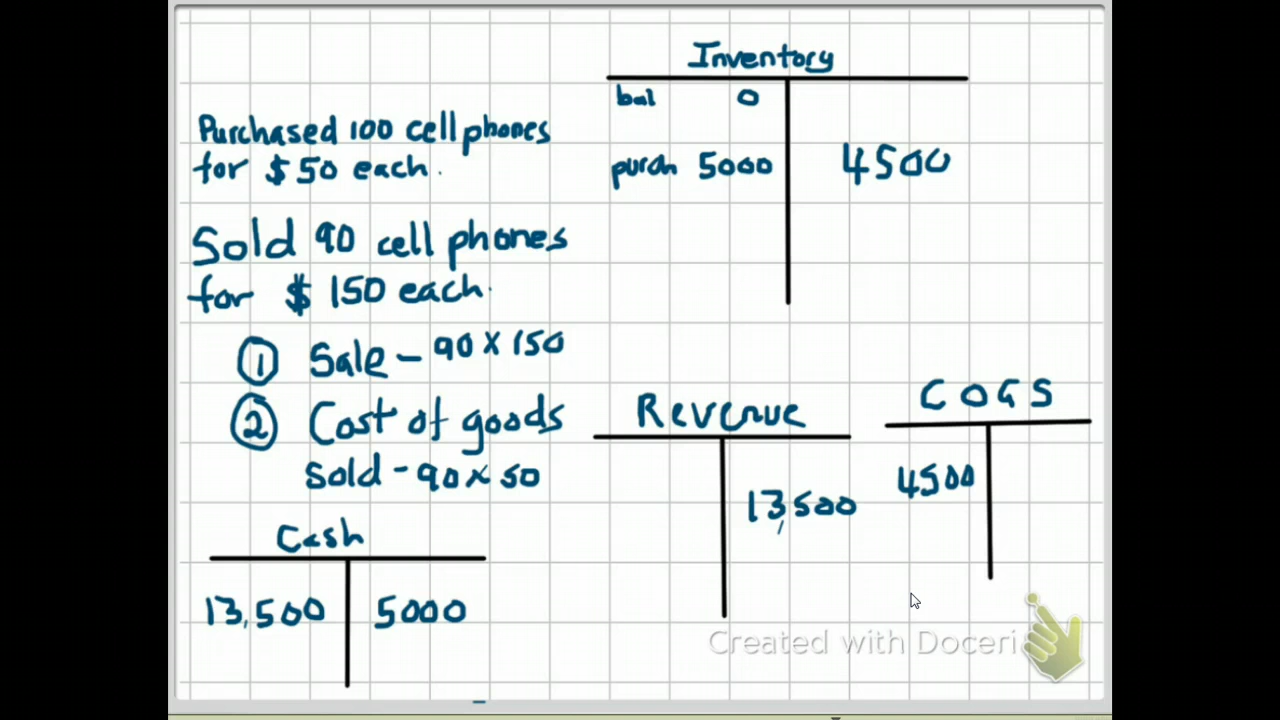 Inventory
bal 0
purch 5000 4500
Purchased 100 cell phones
for $50 each.
Sold 90 cell phones
for $ 150 each.
① Sale - 90 x 150
② Cost of goods
sold - 90 x 50
Cash
13,500 5000
Revenue
13,500
COGS
4500
Created with Doceri